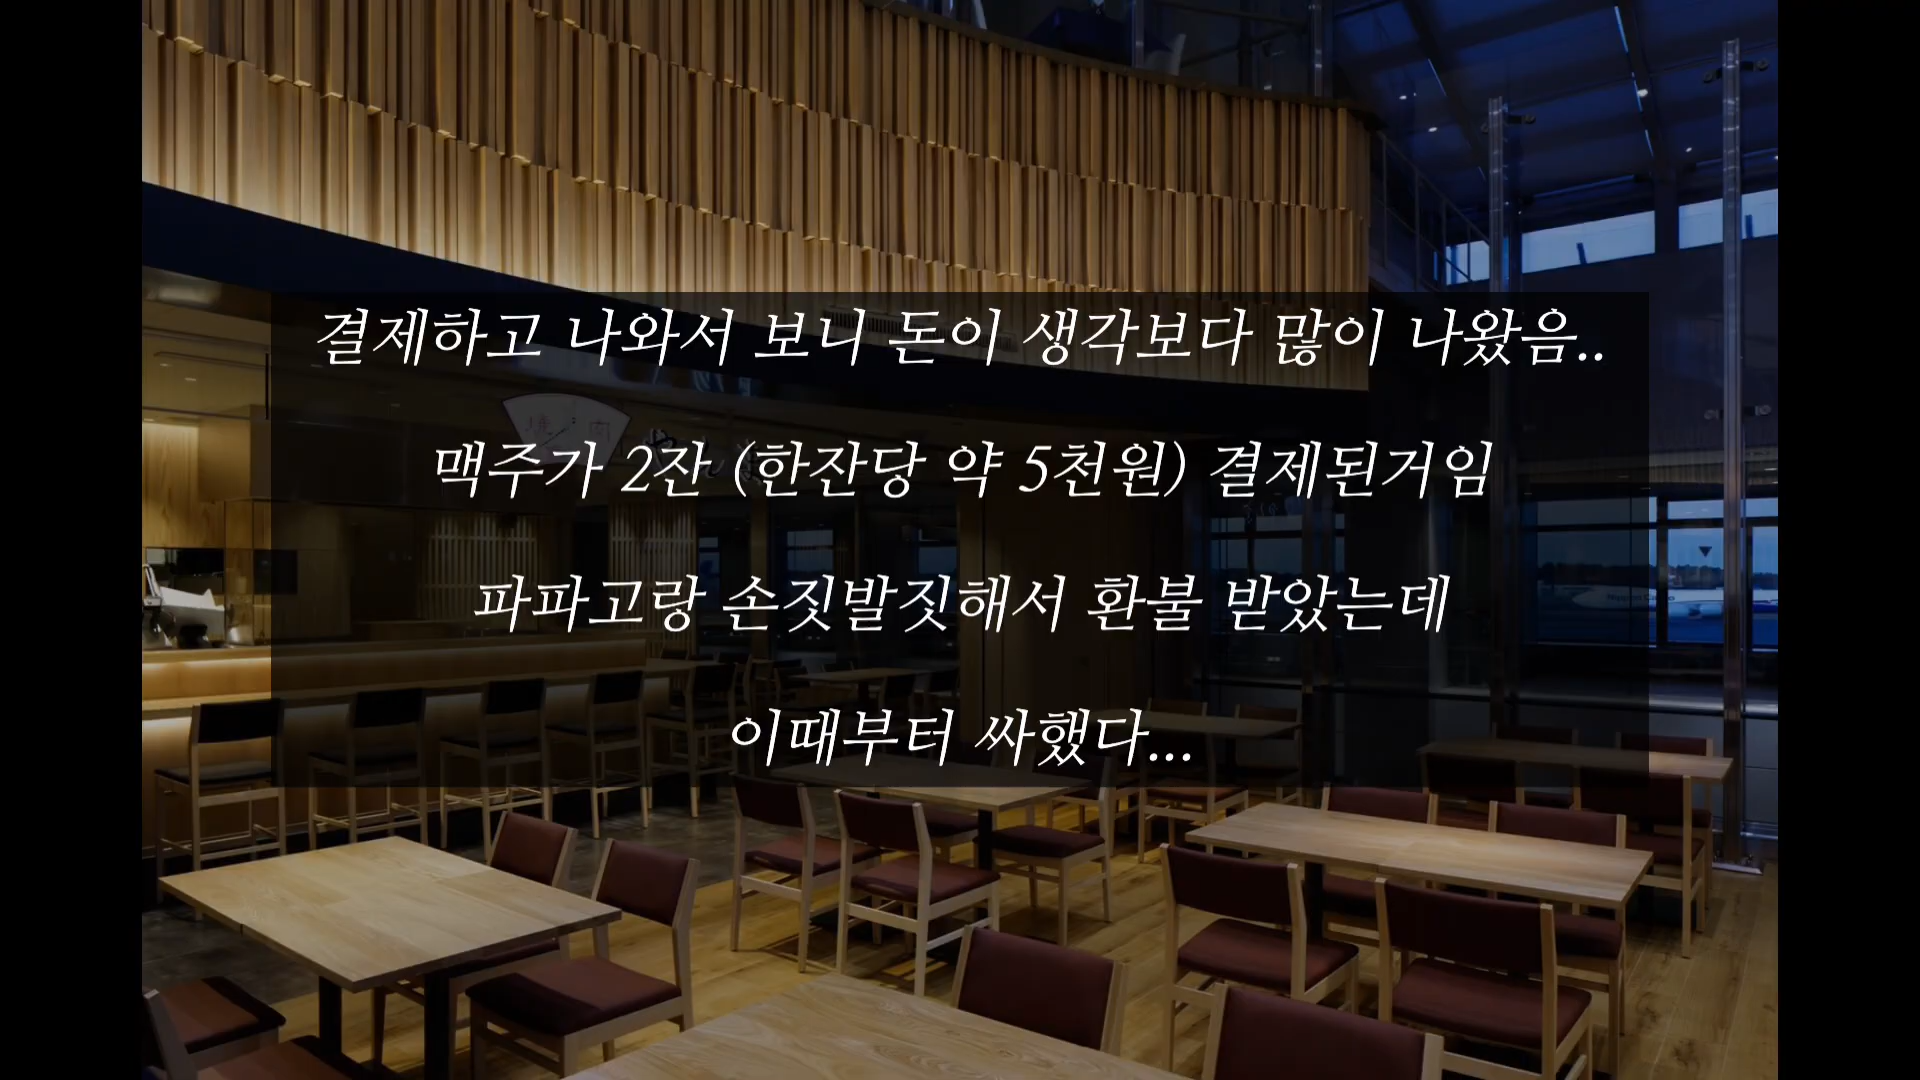 결제하고 나와서 보니 돈이 생각보다 많이 나왔음..
맥주가 2잔 (한잔당 약 5천원) 결제된거임
파파고랑 손짓발짓해서 환불 받았는데
이때부터 싸했다...